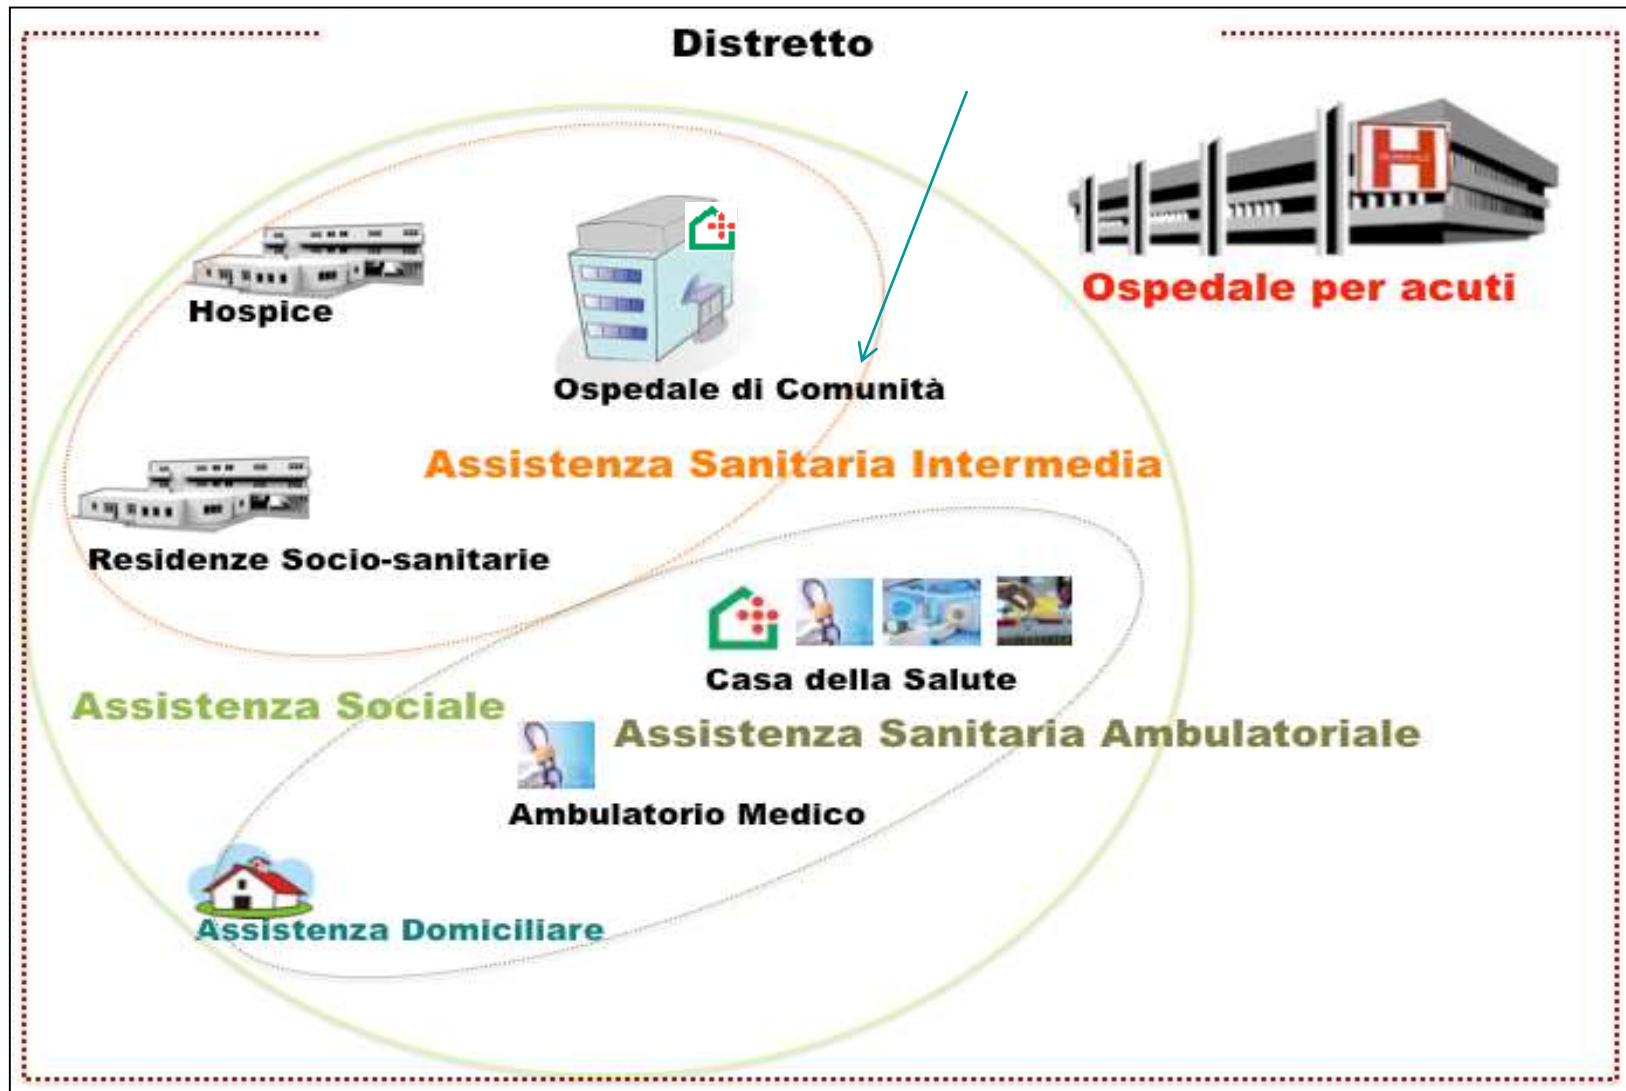 Distretto
Hospice
Ospedale per acuti
Ospedale di Comunità
Assistenza Sanitaria Intermedia
Residenze Socio-sanitarie
Casa della Salute
Assistenza Sociale
Assistenza Sanitaria Ambulatoriale
Ambulatorio Medico
Assistenza Domiciliare
H